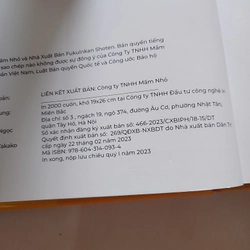 ầm Nhỏ và Nhà Xuất Bản Fukuinkan Shoten. Bản quyền tiếng
sao chép nào không được sự đồng ý của Công Ty TNHH Mầm
Việt Nam, Luật Bản quyền Quốc tế và Công ước Bảo hộ
LIÊN KẾT XUẤT BẢN: Công ty TNHH Mầm Nhỏ
In 2000 cuốn, khổ 19x26 cm tại Công ty TNHH Đầu tư công nghệ in
Miền Bắc
Địa chỉ: số 3, ngách 19, ngõ 374, đường Âu Cơ, phường Nhật Tân,
quận Tây Hồ, Hà Nội
Ngọc
Số xác nhận đăng ký xuất bản số: 466-2023/CXBIPH/18-15/DT
Quyết định xuất bản số: 269/QĐXB-NXBDT do Nhà xuất bản Dân Tr
Takako
cấp ngày 22 tháng 02 năm 2023
Mã ISBN: 978-604-314-093-4
In xong, nộp lưu chiểu quý I năm 2023